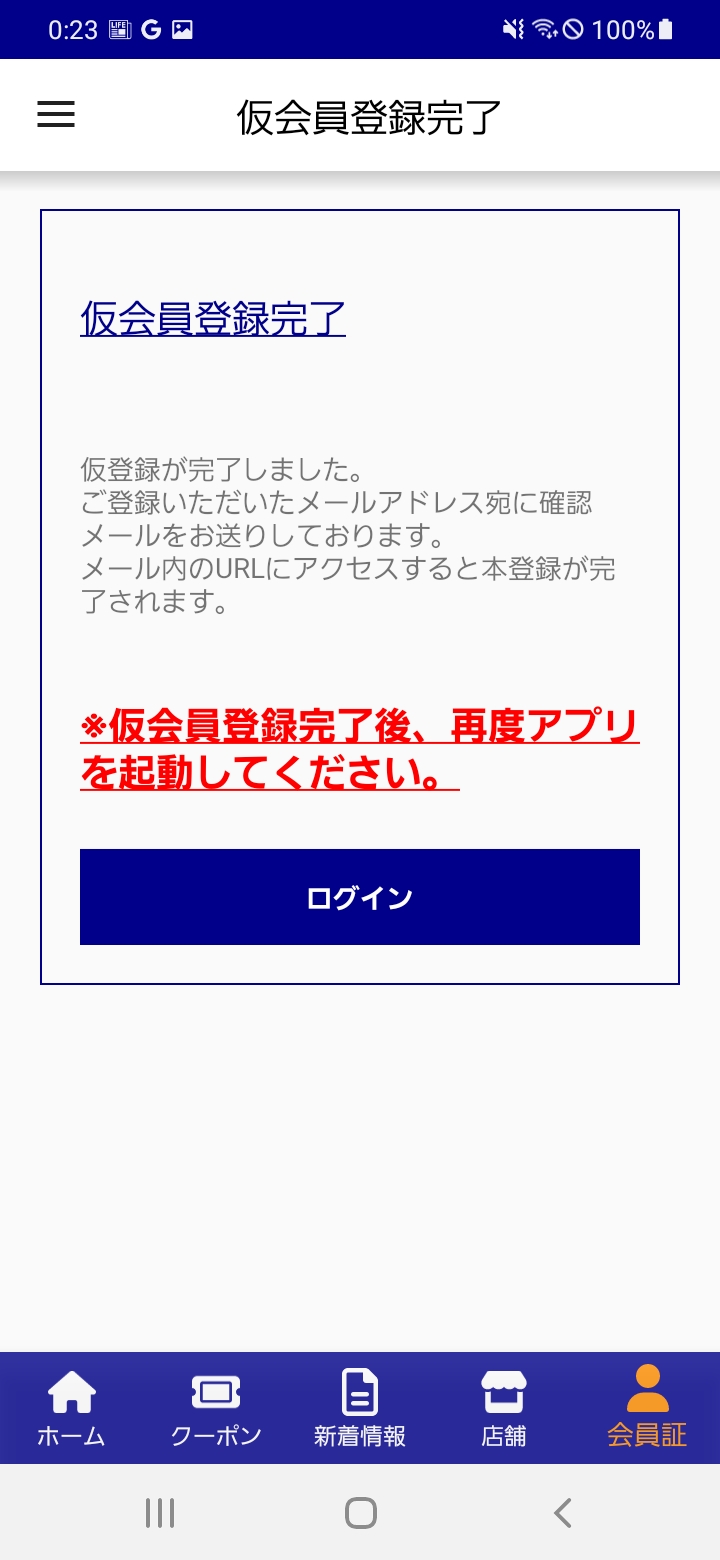 0:23
LIFE
G
100%
仮会員登録完了
仮会員登録完了
仮登録が完了しました。
ご登録いただいたメールアドレス宛に確認
メールをお送りしております。
メール内のURLにアクセスすると本登録が完
了されます。
※仮会員登録完了後、再度アプリ
を起動してください。
ログイン
ホーム
クーポン
新着情報
店舗
会員証